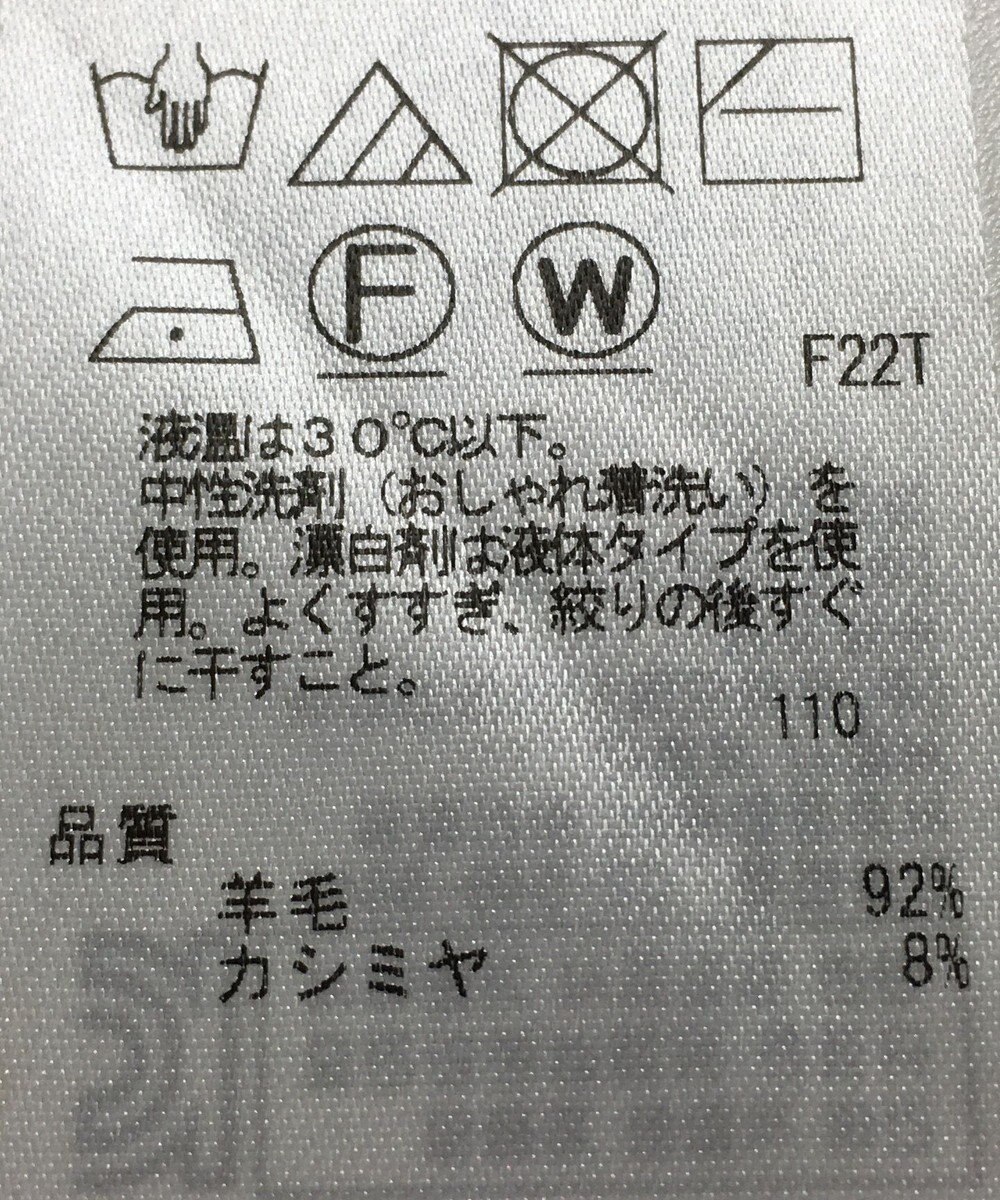 F
W
F22T
液温は30℃以下。
中性洗剤（おしゃれ着洗い）を
使用。漂白剤は液体タイプを使
用。よくすすぎ、絞りの後すぐ
に干すこと。
110
品質
羊毛 92%
カシミヤ 8%